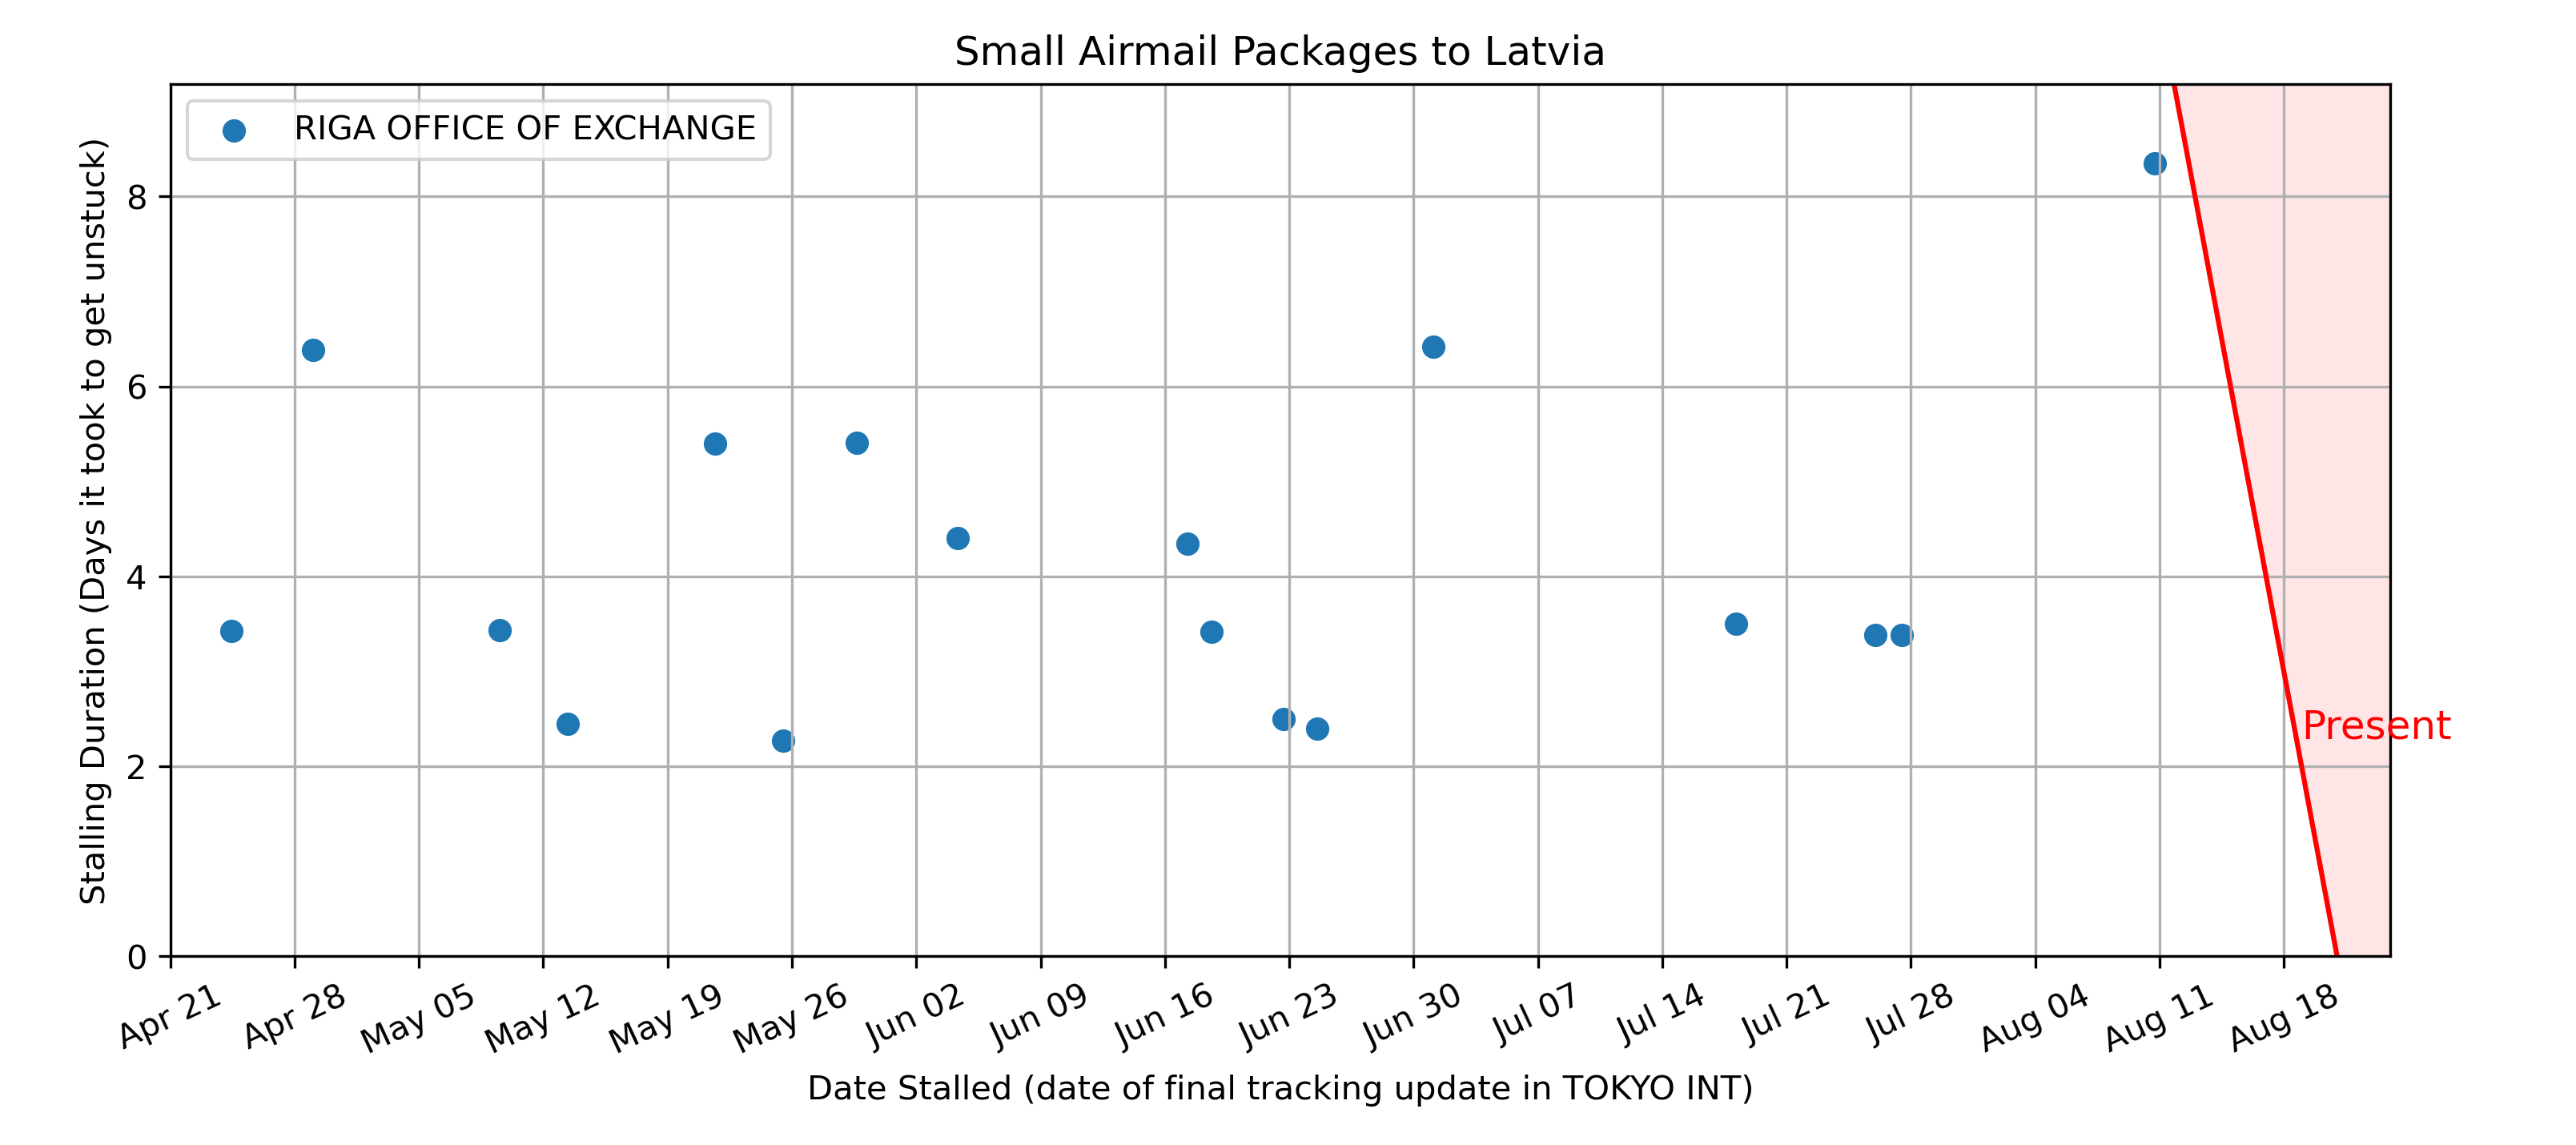 Small Airmail Packages to Latvia
RIGA OFFICE OF EXCHANGE
Stalling Duration (Days it took to get unstuck)
8
6
4
2
0
Present
Apr 21 Apr 28 May 05 May 12 May 19 May 26 Jun 02 Jun 09 Jun 16 Jun 23 Jun 30 Jul 07 Jul 14 Jul 21 Jul 28 Aug 04 Aug 11 Aug 18
Date Stalled (date of final tracking update in TOKYO INT)